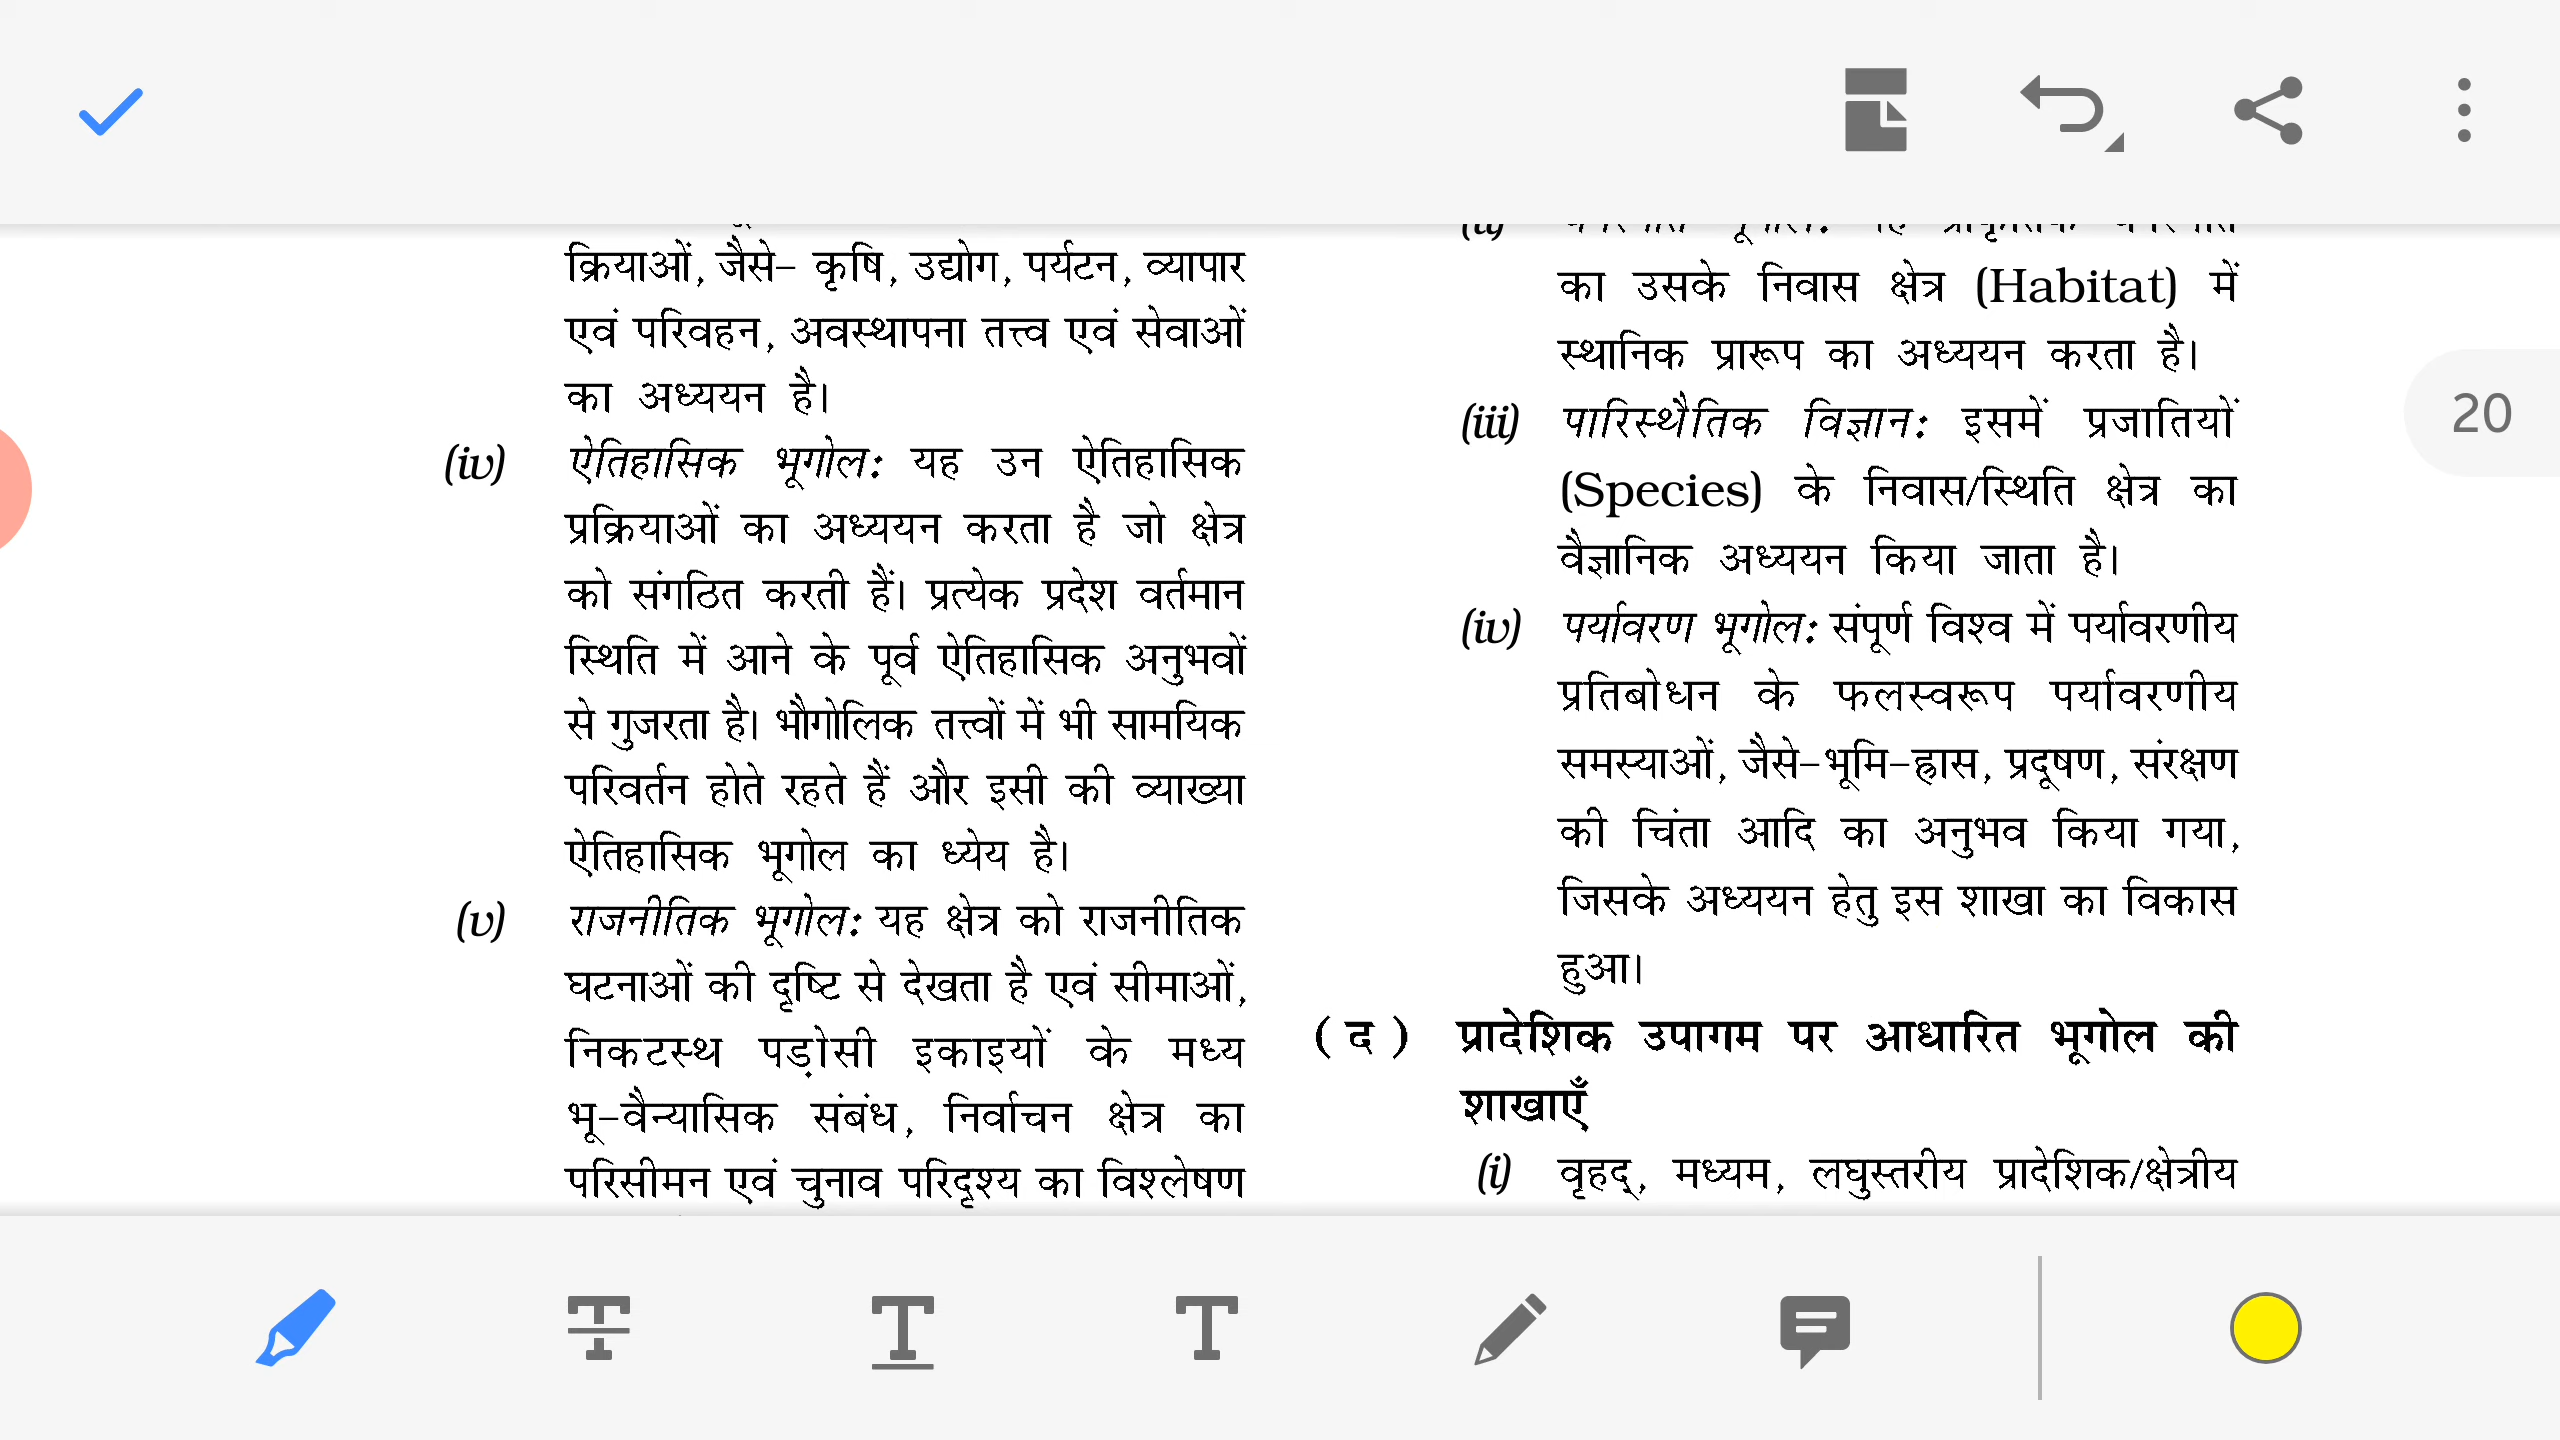 क्रियाओं, जैसे– कृषि, उद्योग, पर्यटन, व्यापार
एवं परिवहन, अवस्थापना तत्त्व एवं सेवाओं
का अध्ययन है।
(iv) ऐतिहासिक भूगोल: यह उन ऐतिहासिक
प्रक्रियाओं का अध्ययन करता है जो क्षेत्र
को संगठित करती हैं। प्रत्येक प्रदेश वर्तमान
स्थिति में आने के पूर्व ऐतिहासिक अनुभवों
से गुजरता है। भौगोलिक तत्त्वों में भी सामयिक
परिवर्तन होते रहते हैं और इसी की व्याख्या
ऐतिहासिक भूगोल का ध्येय है।
(v) राजनीतिक भूगोल: यह क्षेत्र को राजनीतिक
घटनाओं की दृष्टि से देखता है एवं सीमाओं,
निकटस्थ पड़ोसी इकाइयों के मध्य
भू-वैन्यासिक संबंध, निर्वाचन क्षेत्र का
परिसीमन एवं चुनाव परिदृश्य का विश्लेषण
का उसके निवास क्षेत्र (Habitat) में
स्थानिक प्रारूप का अध्ययन करता है।
(iii) पारिस्थैतिक विज्ञान: इसमें प्रजातियों
(Species) के निवास/स्थिति क्षेत्र का
वैज्ञानिक अध्ययन किया जाता है।
(iv) पर्यावरण भूगोल: संपूर्ण विश्व में पर्यावरणीय
प्रतिबोधन के फलस्वरूप पर्यावरणीय
समस्याओं, जैसे–भूमि-ह्रास, प्रदूषण, संरक्षण
की चिंता आदि का अनुभव किया गया,
जिसके अध्ययन हेतु इस शाखा का विकास
हुआ।
( द ) प्रादेशिक उपागम पर आधारित भूगोल की
शाखाएँ
(i) वृहद्, मध्यम, लघुस्तरीय प्रादेशिक/क्षेत्रीय
20